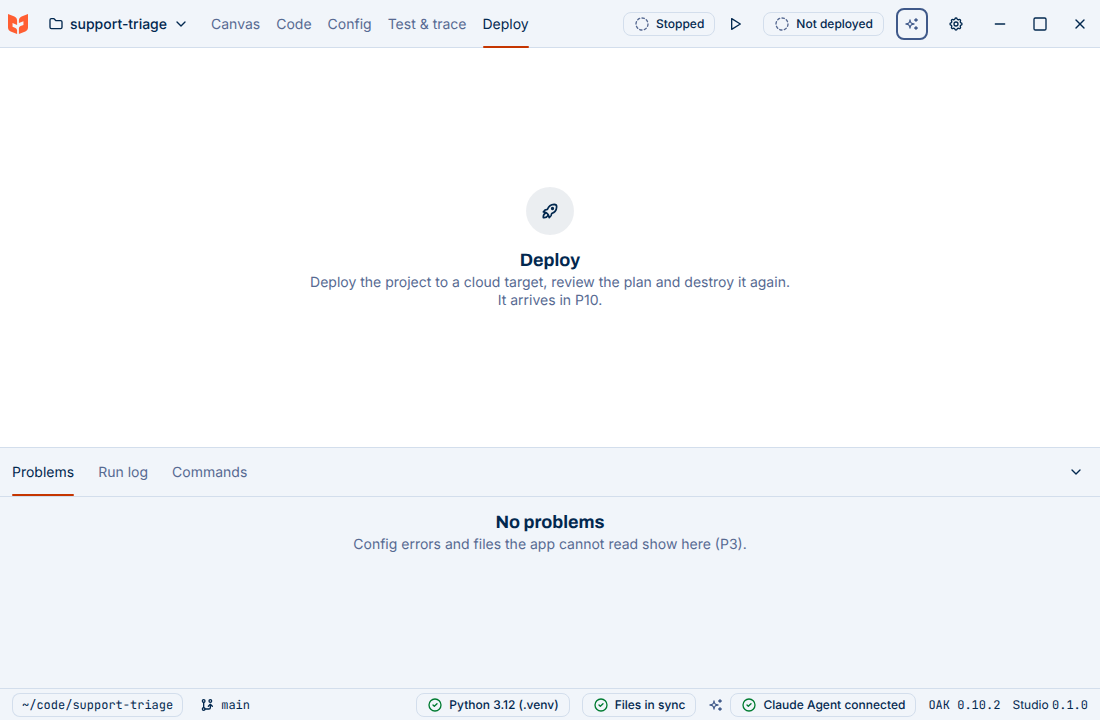 support-triage
Canvas
Code
Config
Test & trace
Deploy
Stopped
Not deployed
Deploy
Deploy the project to a cloud target, review the plan and destroy it again.
It arrives in P10.
Problems
Run log
Commands
No problems
Config errors and files the app cannot read show here (P3).
~/code/support-triage
main
Python 3.12 (.venv)
Files in sync
Claude Agent connected
OAK 0.10.2
Studio 0.1.0